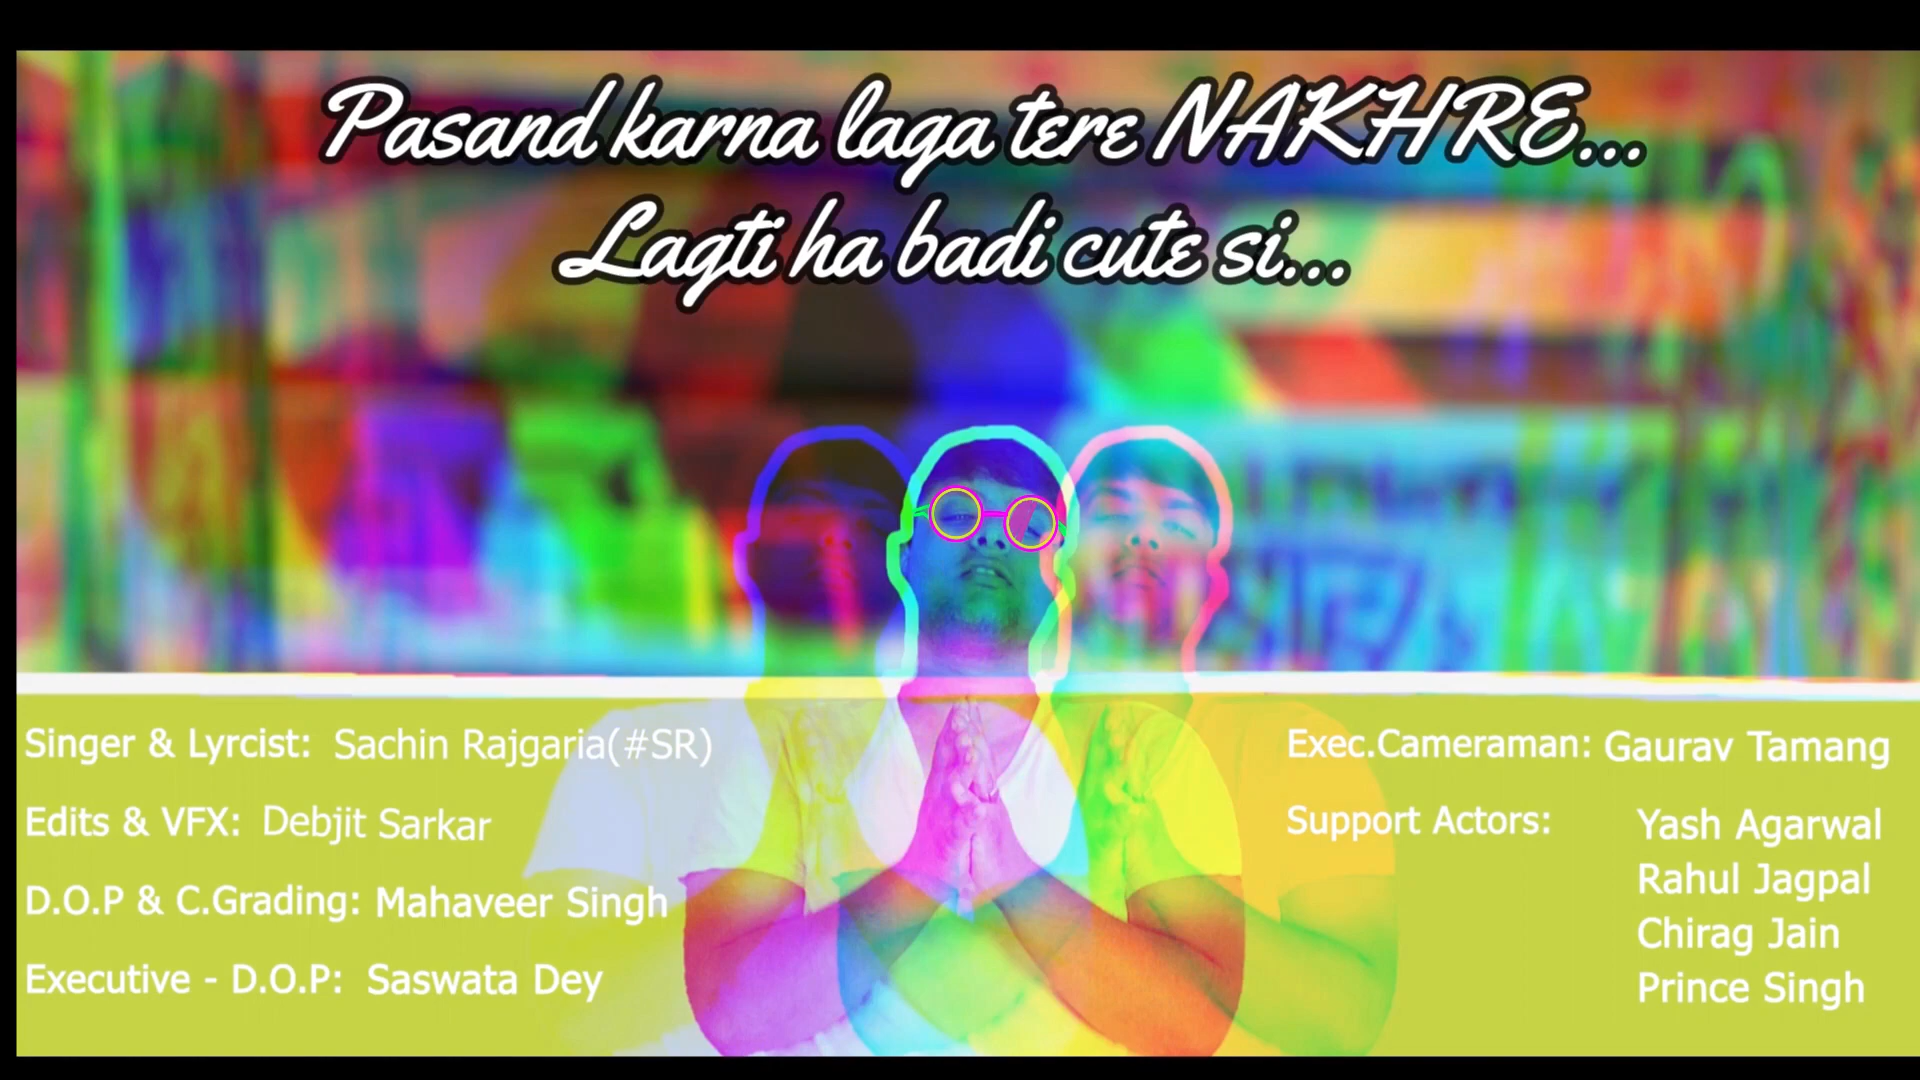 Pasand karna laga tere NAKHRE...
Lagti ha badi cute si...
Singer & Lyrcist: Sachin Rajgaria(#SR)
Edits & VFX: Debjit Sarkar
D.O.P & C.Grading: Mahaveer Singh
Executive - D.O.P: Saswata Dey
Exec.Cameraman: Gaurav Tamang
Support Actors: Yash Agarwal
Rahul Jagpal
Chirag Jain
Prince Singh